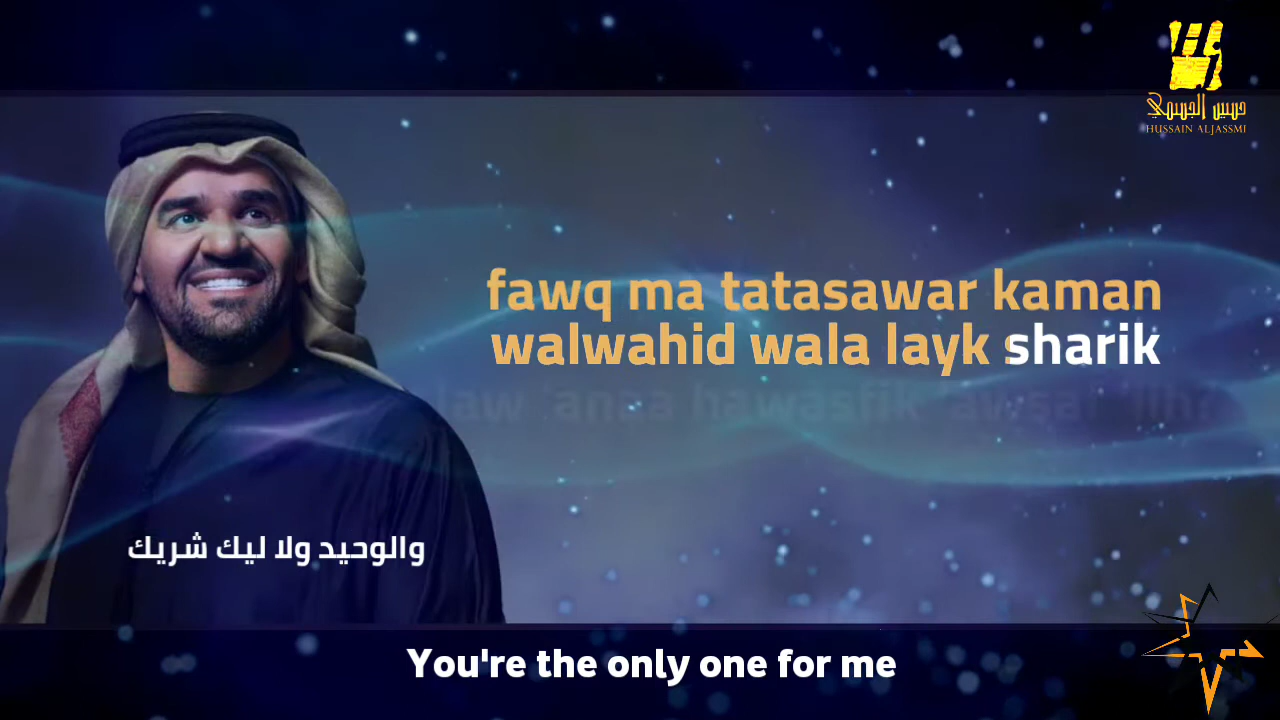 حسين الجسمي
HUSSAIN ALJASSMI
fawq ma tatasawar kaman
walwahid wala layk sharik
والوحيد ولا ليك شريك
You're the only one for me